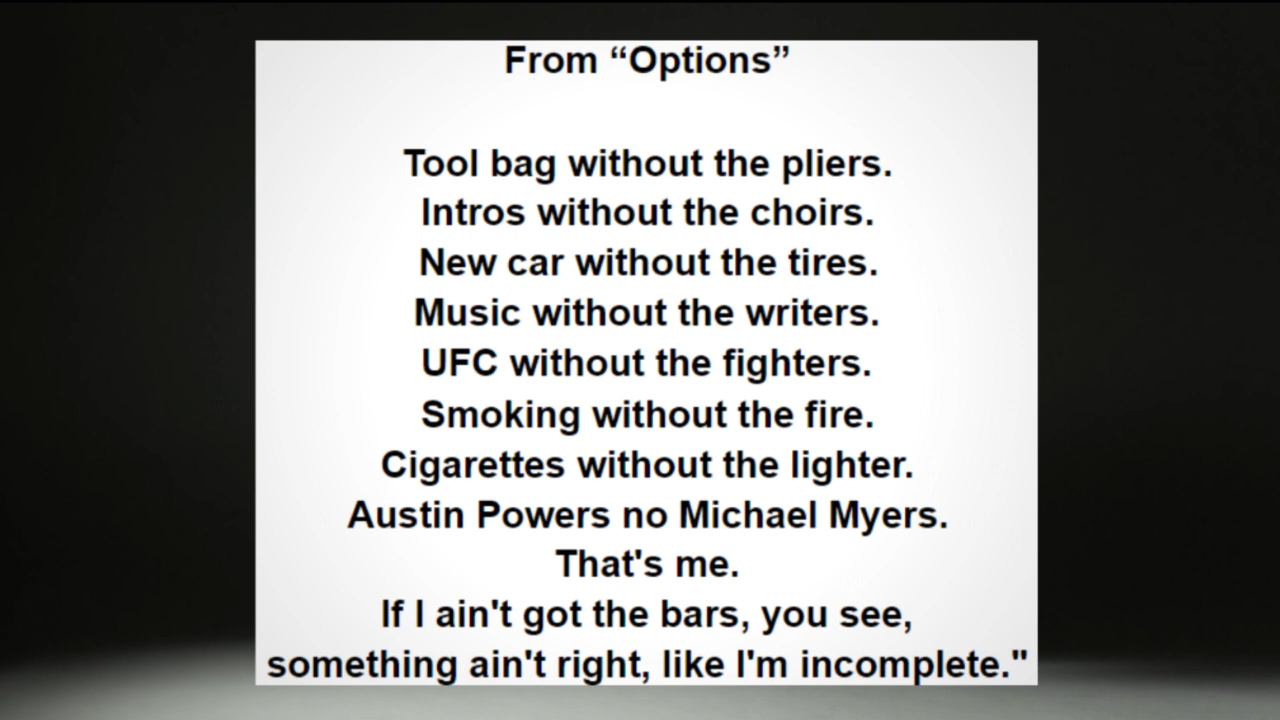 From “Options”
Tool bag without the pliers.
Intros without the choirs.
New car without the tires.
Music without the writers.
UFC without the fighters.
Smoking without the fire.
Cigarettes without the lighter.
Austin Powers no Michael Myers.
That's me.
If I ain't got the bars, you see,
something ain't right, like I'm incomplete."